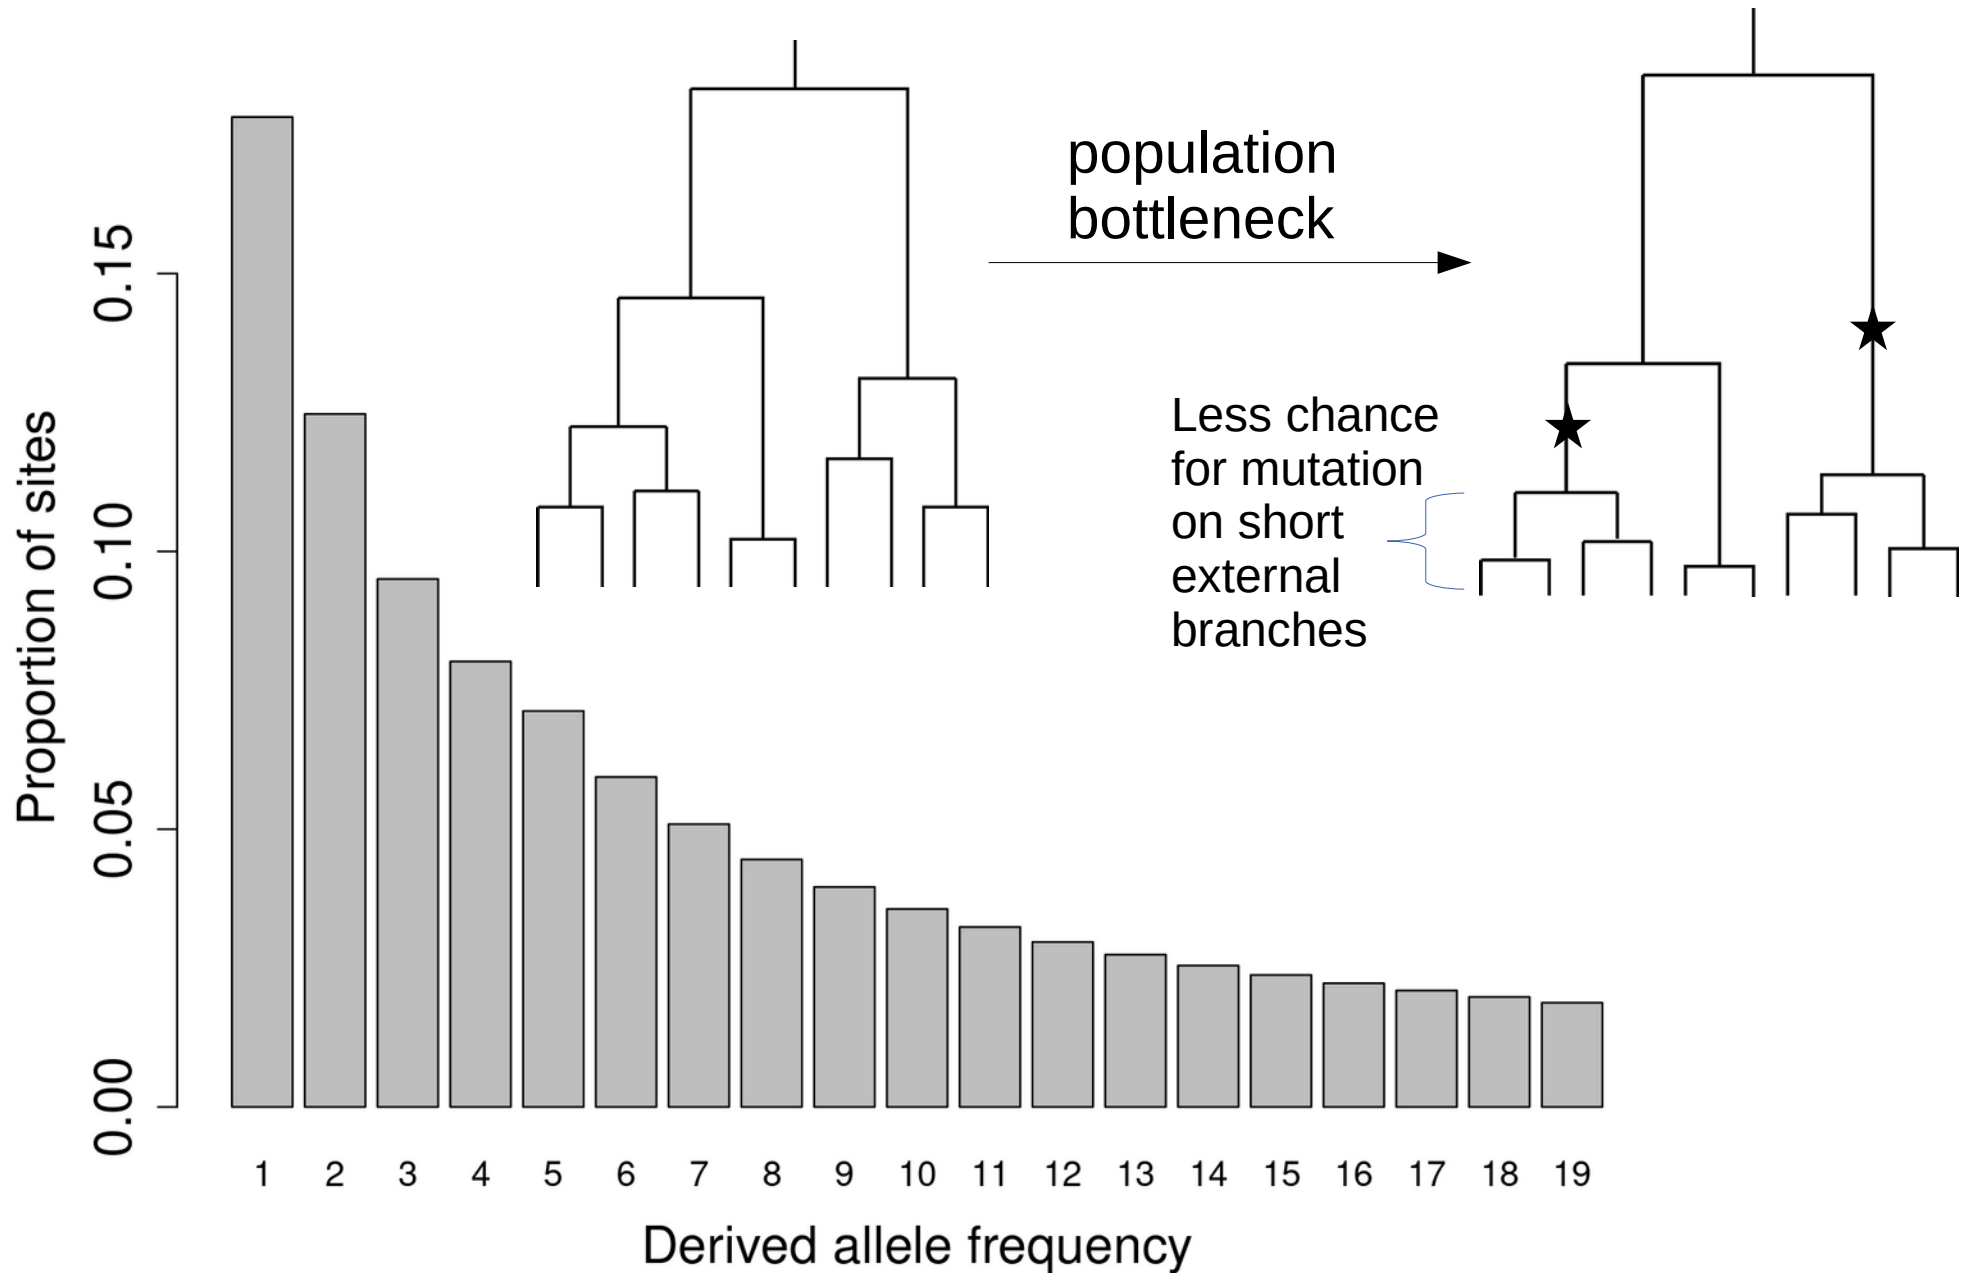 population
bottleneck
Less chance
for mutation
on short
external
branches
Proportion of sites
0.15
0.10
0.05
0.00
1 2 3 4 5 6 7 8 9 10 11 12 13 14 15 16 17 18 19
Derived allele frequency